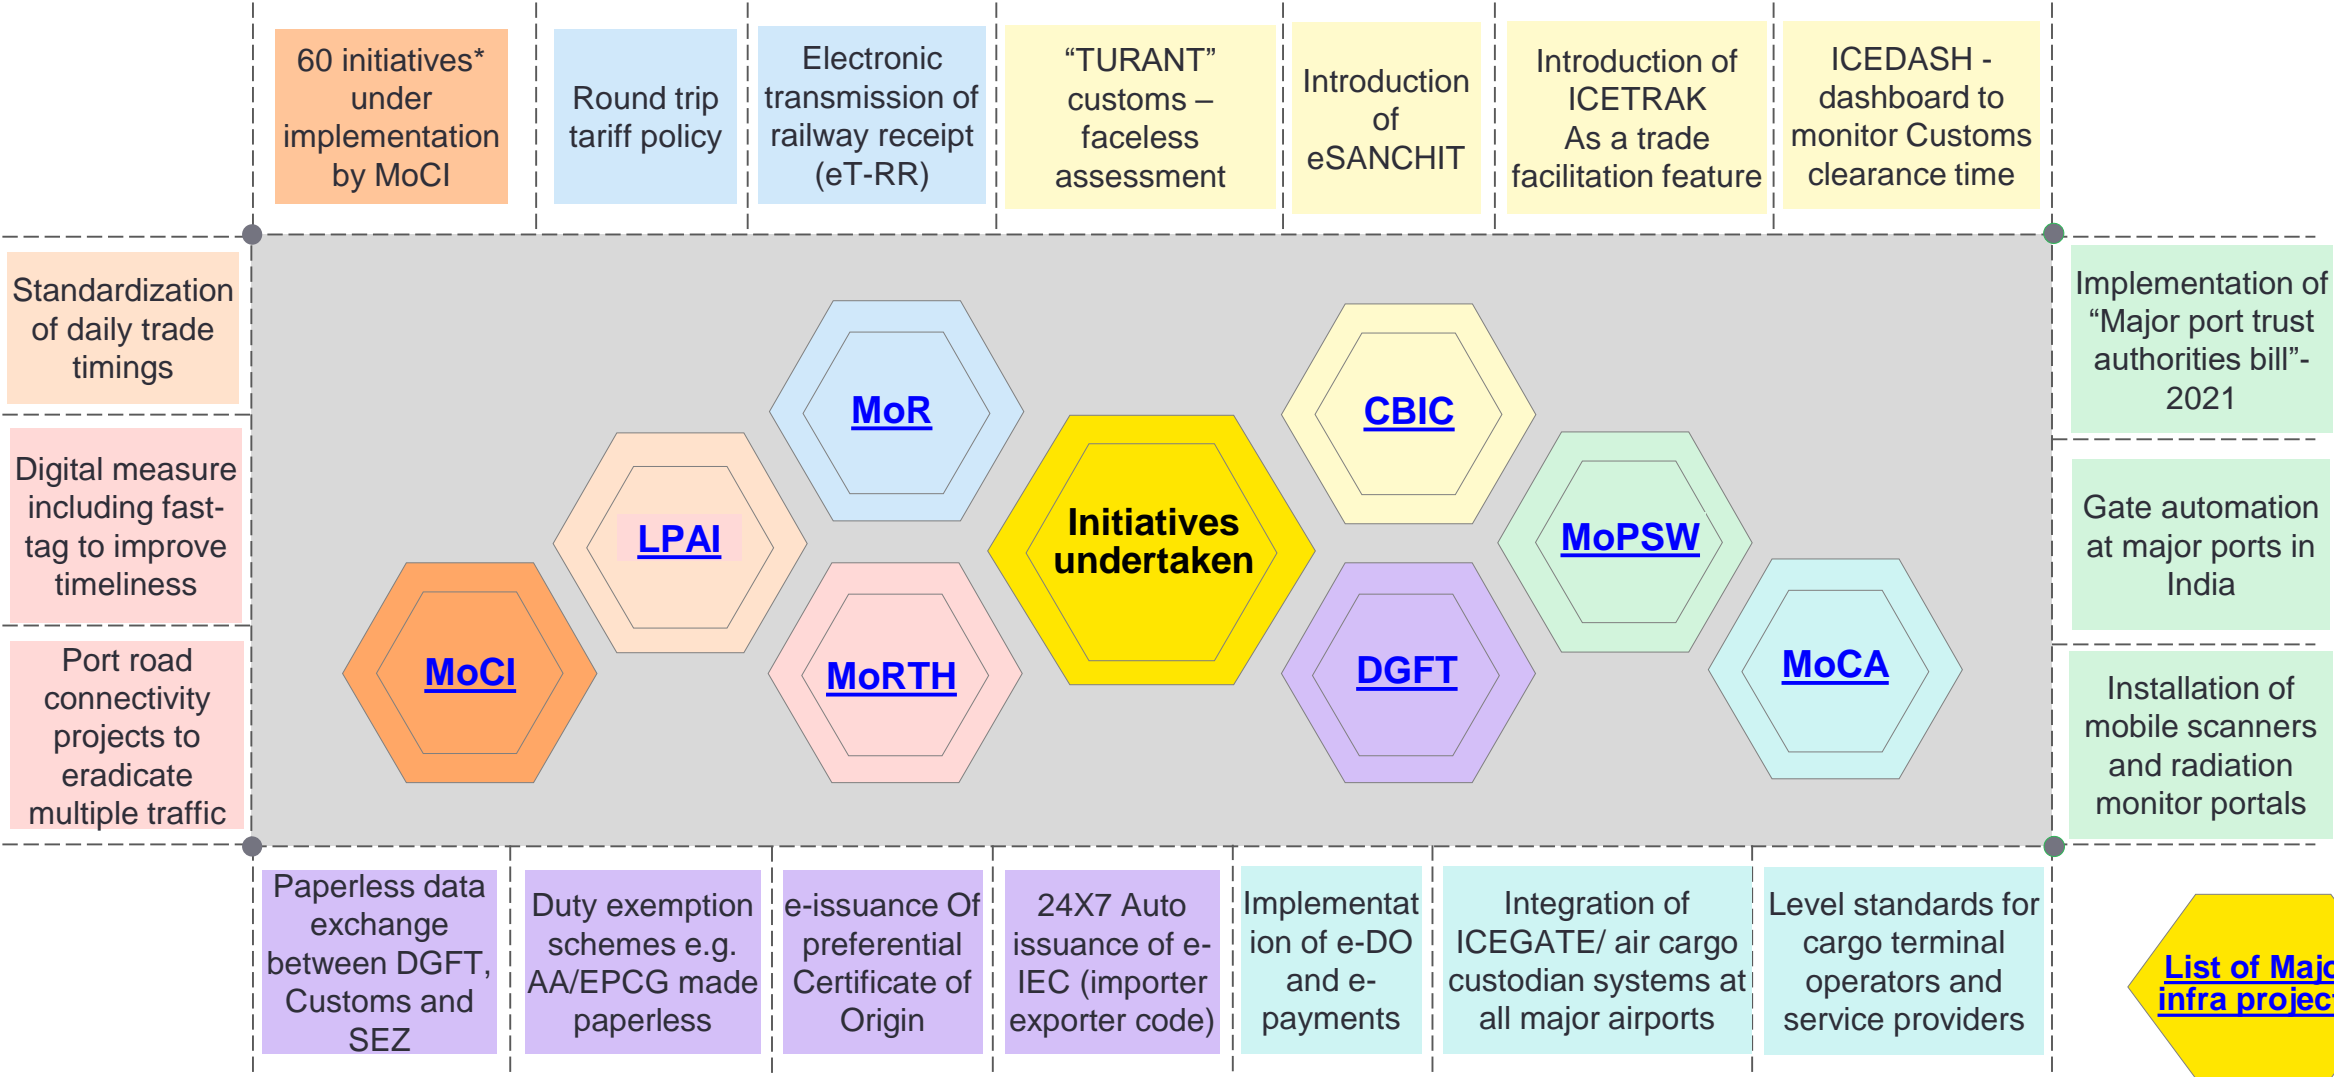 60 initiatives*
under
implementation
by MoCI
Round trip
tariff policy
Electronic
transmission of
railway receipt
(eT-RR)
“TURANT”
customs –
faceless
assessment
Introduction
of
eSANCHIT
Introduction of
ICETRAK
As a trade
facilitation feature
ICEDASH -
dashboard to
monitor Customs
clearance time
Standardization
of daily trade
timings
Digital measure
including fast-
tag to improve
timeliness
Port road
connectivity
projects to
eradicate
multiple traffic
MoCI
LPAI
MoR
MoRTH
Initiatives
undertaken
CBIC
DGFT
MoPSW
MoCA
Implementation of
“Major port trust
authorities bill”-
2021
Gate automation
at major ports in
India
Installation of
mobile scanners
and radiation
monitor portals
Paperless data
exchange
between DGFT,
Customs and
SEZ
Duty exemption
schemes e.g.
AA/EPCG made
paperless
e-issuance Of
preferential
Certificate of
Origin
24X7 Auto
issuance of e-
IEC (importer
exporter code)
Implementat
ion of e-DO
and e-
payments
Integration of
ICEGATE/ air cargo
custodian systems at
all major airports
Level standards for
cargo terminal
operators and
service providers
List of Majo
infra projec